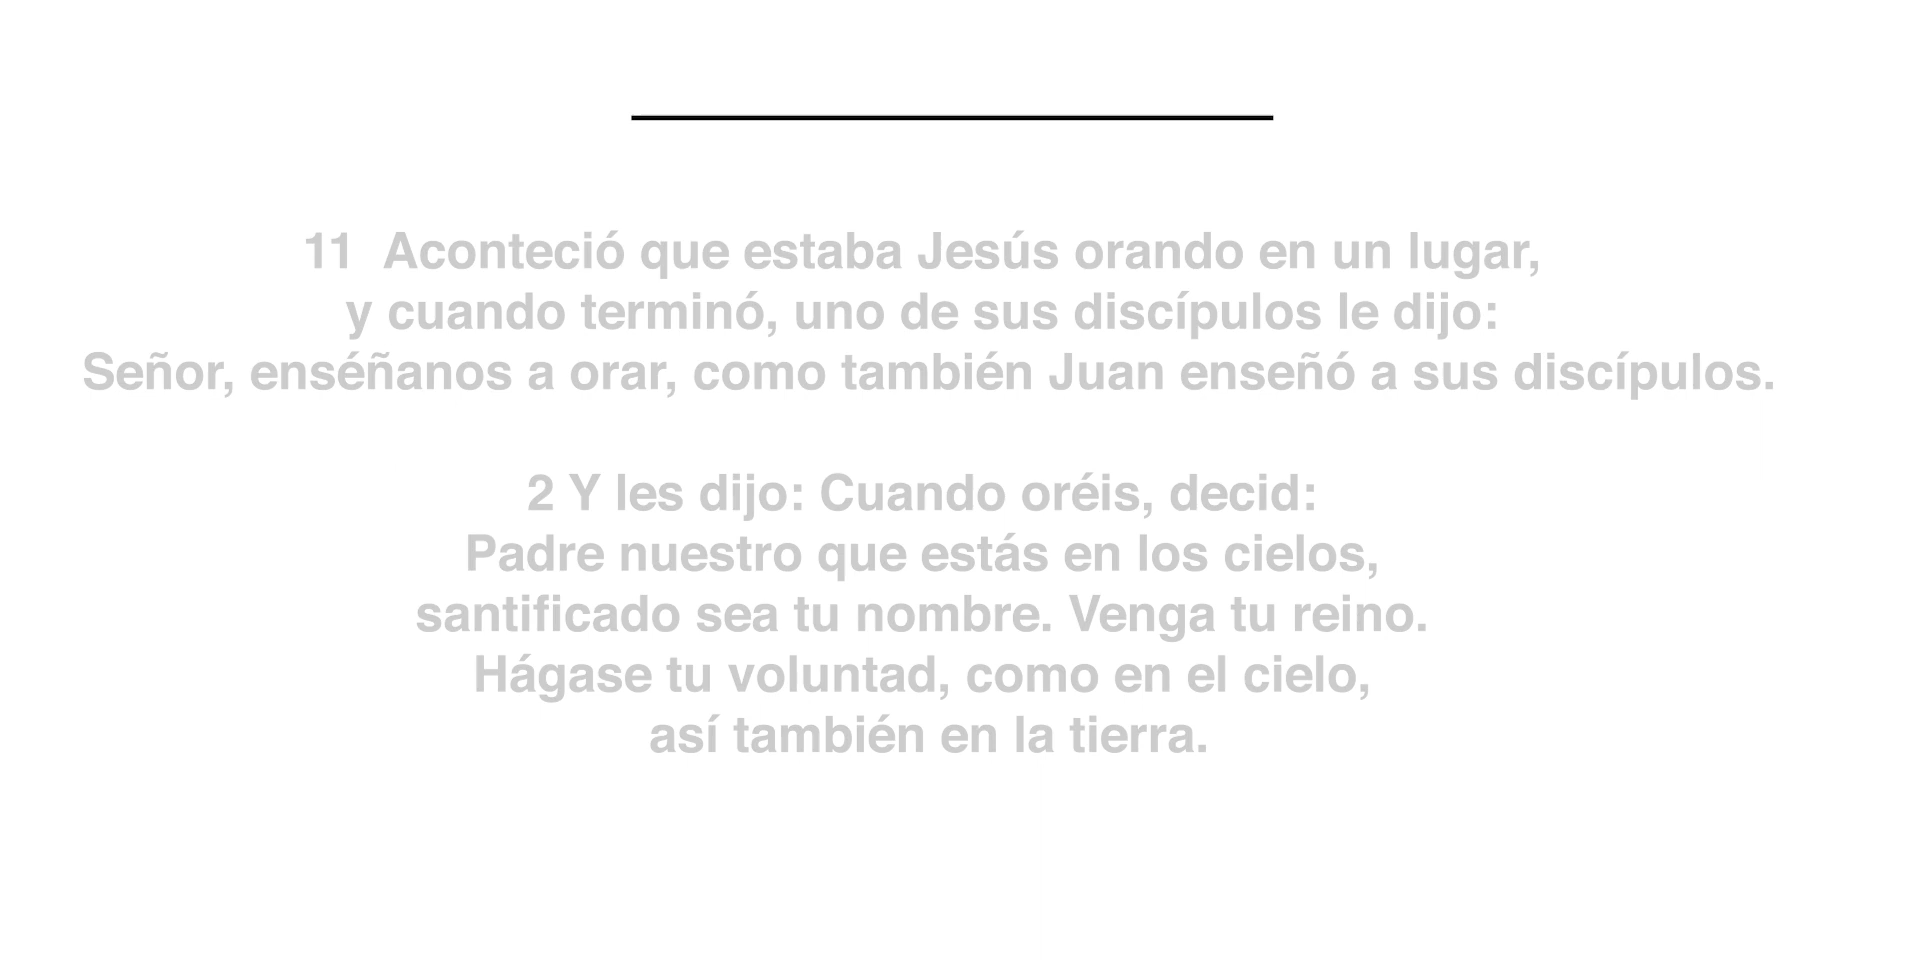 11  Aconteció que estaba Jesús orando en un lugar,
y cuando terminó, uno de sus discípulos le dijo:
Señor, enséñanos a orar, como también Juan enseñó a sus discípulos.
2 Y les dijo: Cuando oréis, decid:
Padre nuestro que estás en los cielos,
santificado sea tu nombre. Venga tu reino.
Hágase tu voluntad, como en el cielo,
así también en la tierra.